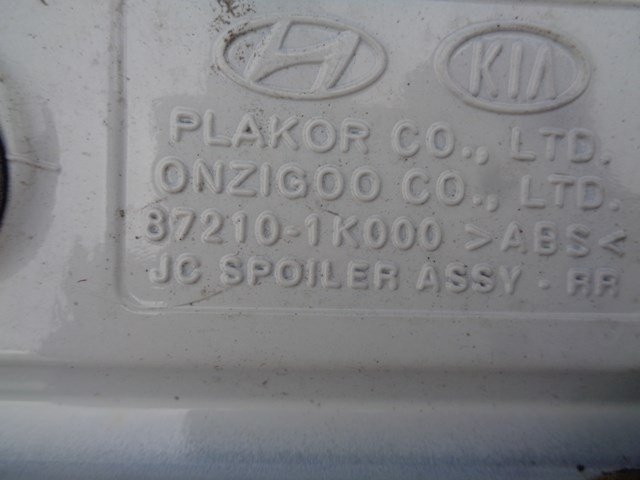 KIA
PLAKOR CO., LTD.
ONZIGOO CO., LTD.
87210-1K000 >ABS<
JC SPOILER ASSY - RR